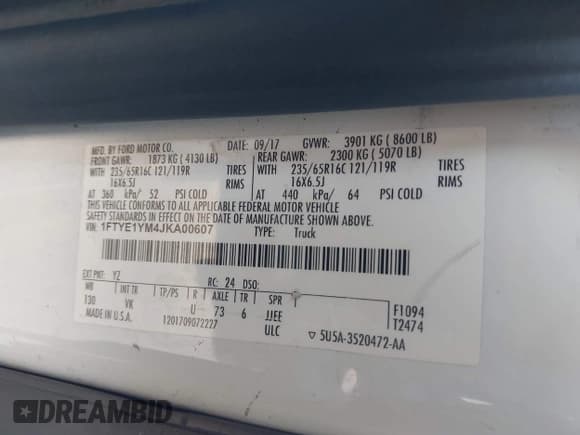 MFD. BY FORD MOTOR CO. DATE: 09/17 GVWR: 3901 KG ( 8600 LB)
FRONT GAWR: 1873 KG ( 4130 LB) REAR GAWR: 2300 KG ( 5070 LB)
WITH 235/65R16C 121/119R TIRES WITH 235/65R16C 121/119R TIRES
16X6.5J RIMS 16X6.5J RIMS
AT 360 kPa/ 52 PSI COLD AT 440 kPa/ 64 PSI COLD
THIS VEHICLE CONFORMS TO ALL APPLICABLE FEDERAL MOTOR VEHICLE
SAFETY STANDARDS IN EFFECT ON THE DATE OF MANUFACTURE SHOWN ABOVE.
VIN: 1FTYE1YM4JKA00607 TYPE: Truck
EXT PNT: YZ RC: 24 DSO:
WB INT TR TP/PS R AXLE TR SPR
130 VK U 73 6 JJEE F1094
MADE IN U.S.A. 1201709072227 ULC T2474
▽ 5U5A-3520472-AA
DREAMBID